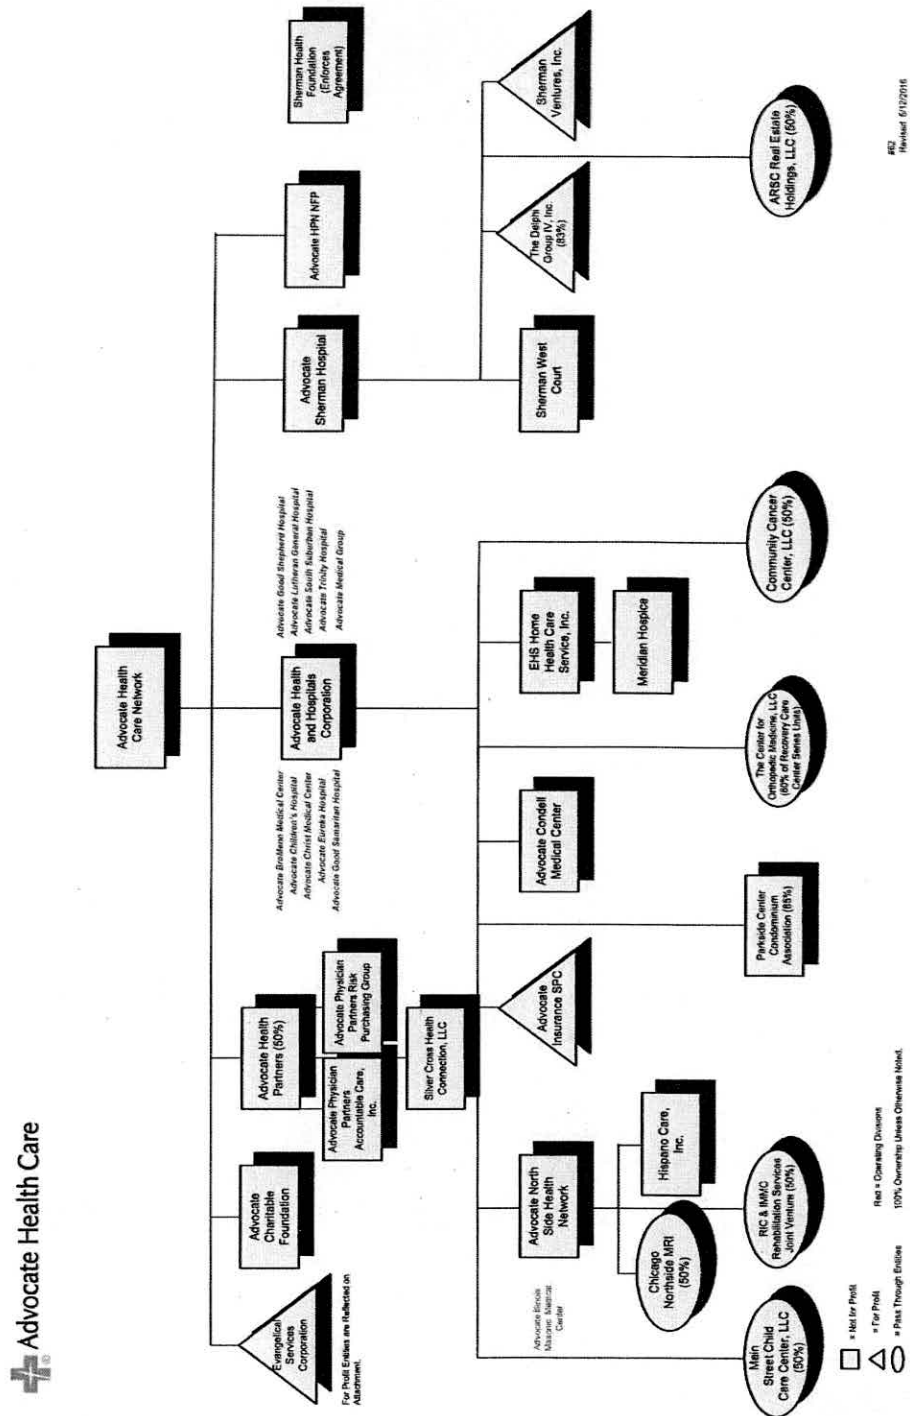 Advocate Health Care
Advocate Health
Care Network
Evangelical
Services
Corporation
For Profit Entities are Reflected on
Attachment.
Advocate
Charitable
Foundation
Advocate Health
Partners (50%)
Advocate Physician
Partners
Accountable Care,
Inc.
Advocate Physician
Partners Risk
Purchasing Group
Silver Cross Health
Connection, LLC
Advocate BroMenn Medical Center
Advocate Children's Hospital
Advocate Christ Medical Center
Advocate Eureka Hospital
Advocate Good Samaritan Hospital
Advocate Health
and Hospitals
Corporation
Advocate Good Shepherd Hospital
Advocate Lutheran General Hospital
Advocate South Suburban Hospital
Advocate Trinity Hospital
Advocate Medical Group
Advocate
Sherman Hospital
Advocate HPN NFP
Sherman Health
Foundation
(Enforces
Agreement)
Advocate Illinois
Masonic Medical
Center
Advocate North
Side Health
Network
Advocate
Insurance SPC
Advocate Condell
Medical Center
EHS Home
Health Care
Service, Inc.
Meridian Hospice
Sherman West
Court
The Delphi
Group IV, Inc.
(83%)
Sherman
Ventures, Inc.
Chicago
Northside MRI
(50%)
Hispano Care,
Inc.
Main
Street Child
Care Center, LLC
(50%)
RIC & IMMC
Rehabilitation Services
Joint Venture (50%)
Parkside Center
Condominium
Association (85%)
The Center for
Orthopedic Medicine, LLC
(60% of Recovery Care
Center Series Units)
Community Cancer
Center, LLC (50%)
ARSC Real Estate
Holdings, LLC (50%)
= Not for Profit
= For Profit
= Pass Through Entities
Red = Operating Divisions
100% Ownership Unless Otherwise Noted.
#62
Revised 6/12/2016